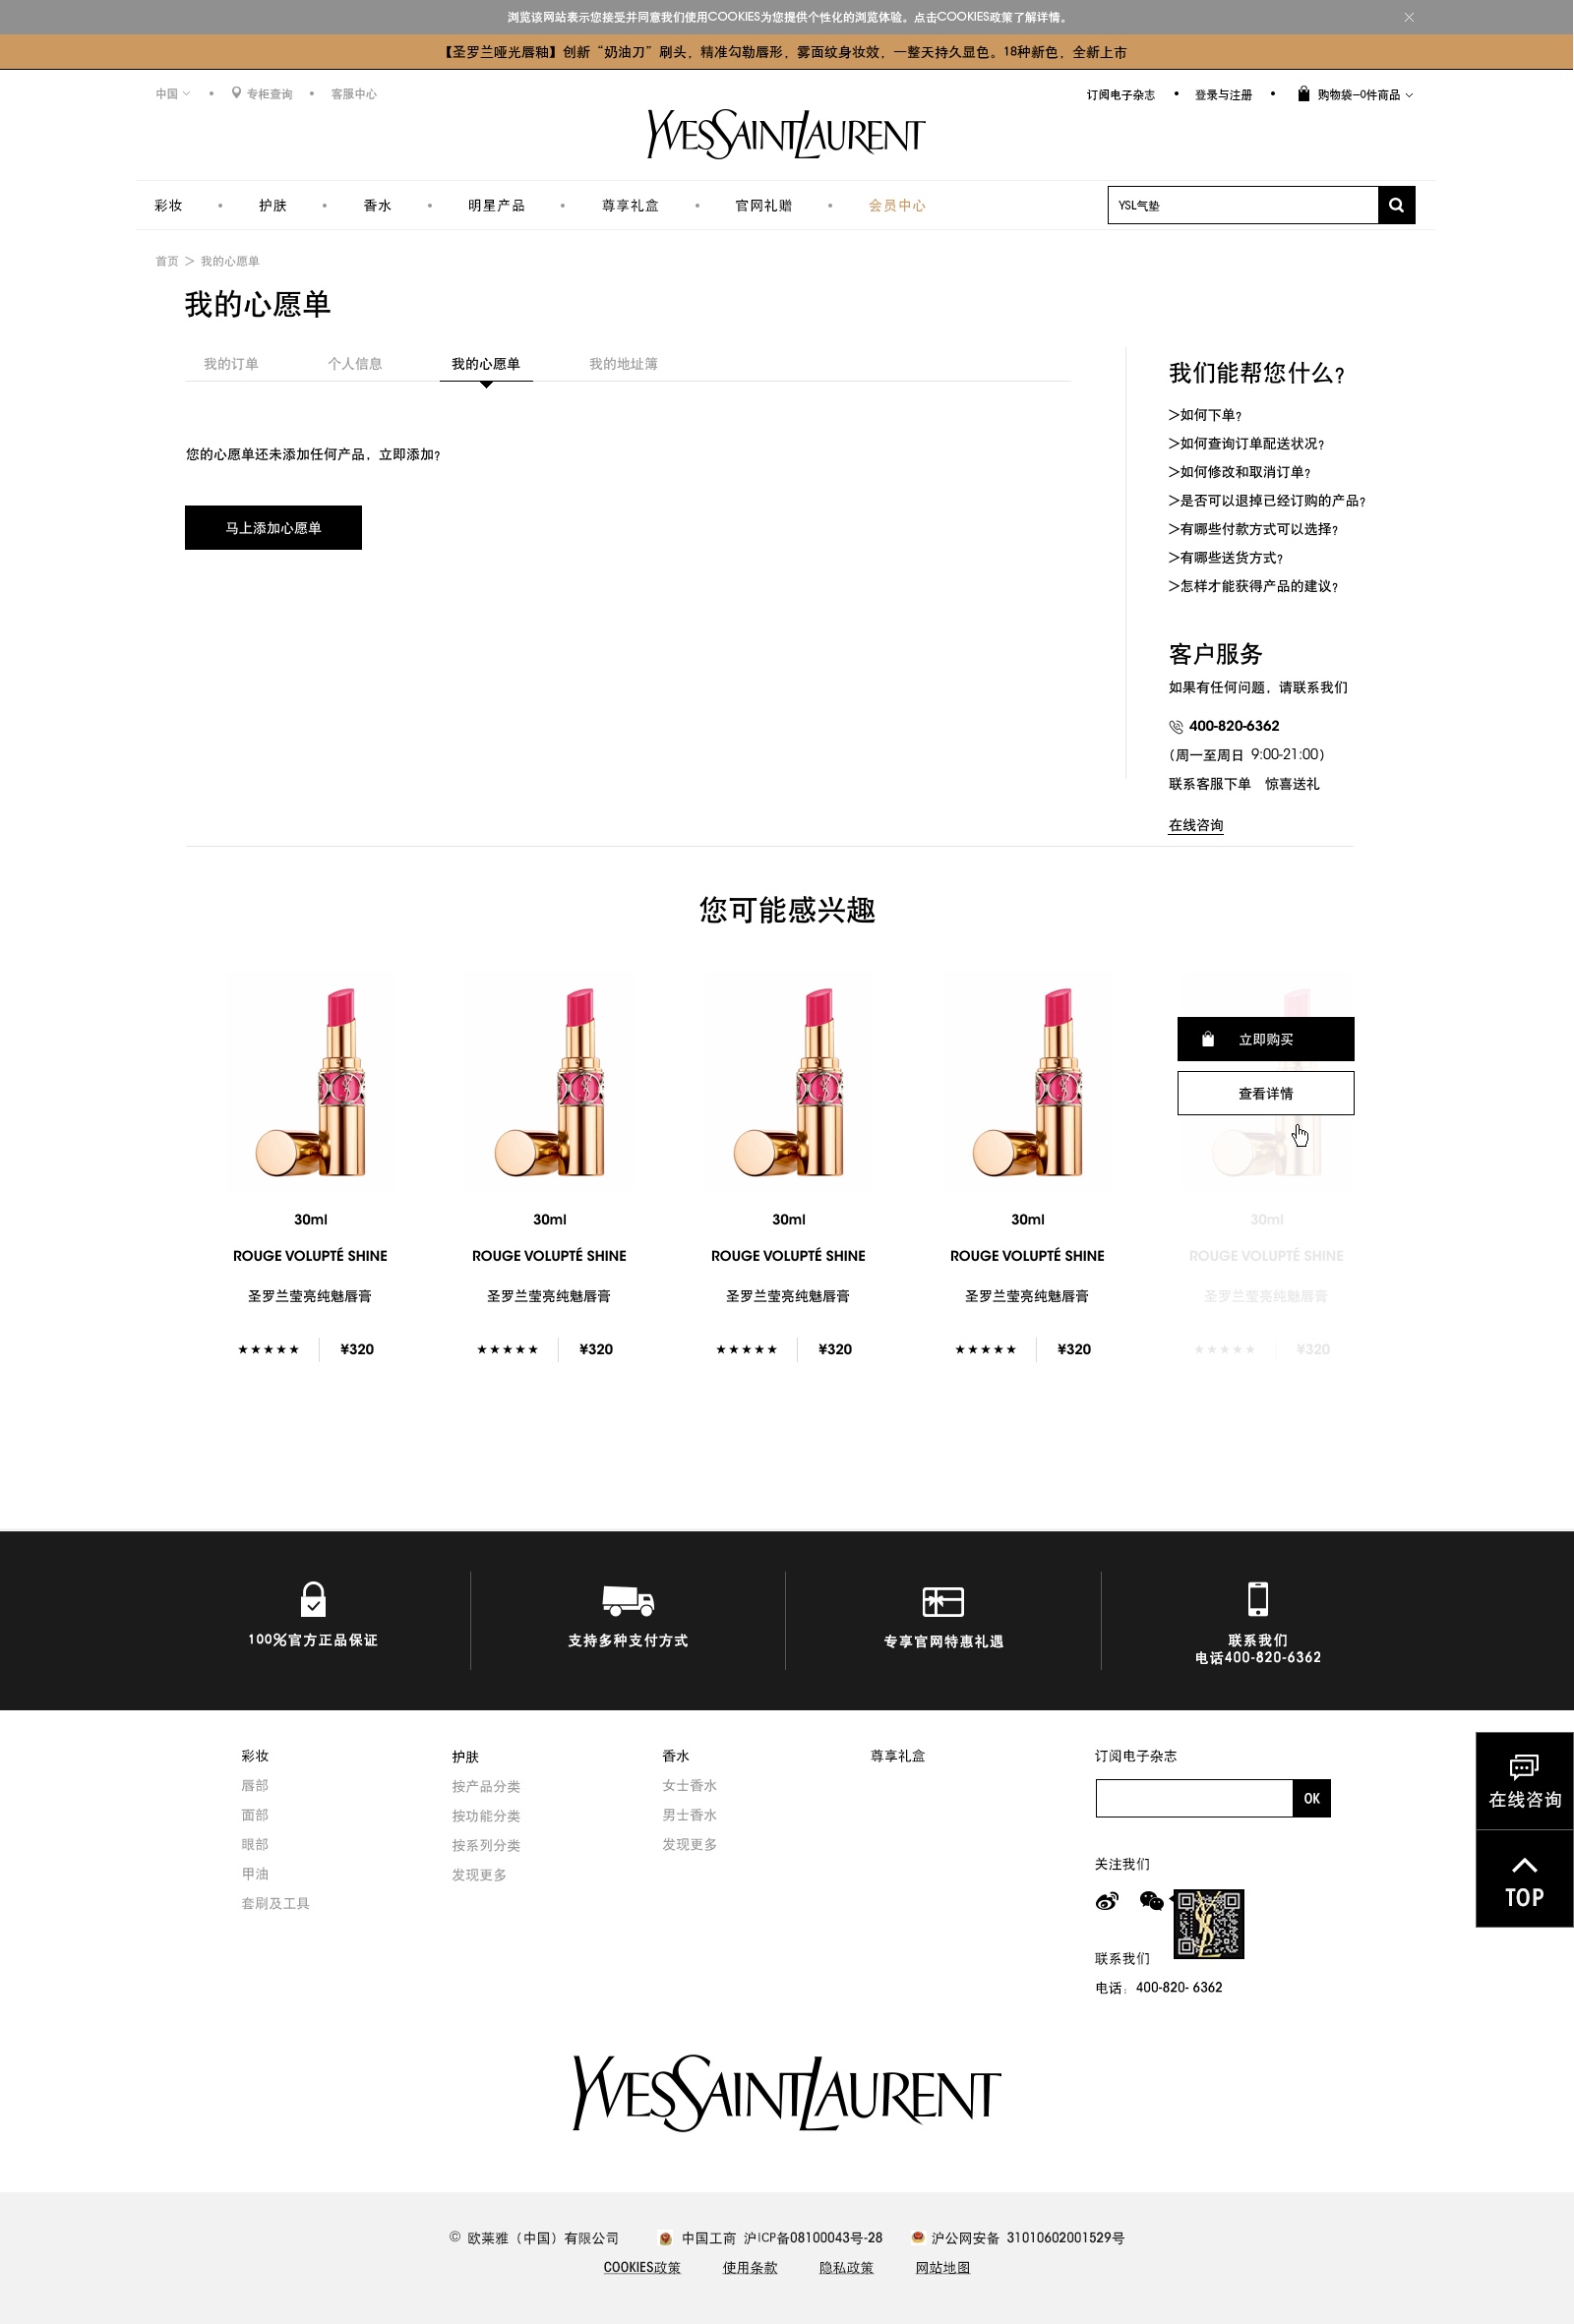 浏览该网站表示您接受并同意我们使用COOKIES为您提供个性化的浏览体验。点击COOKIES政策了解详情。
【圣罗兰哑光唇釉】创新“奶油刀”刷头，精准勾勒唇形，雾面纹身妆效，一整天持久显色。18种新色，全新上市
中国 • 专柜查询 • 客服中心
订阅电子杂志 • 登录与注册 • 购物袋-0件商品
YVESSAINTLAURENT
彩妆 • 护肤 • 香水 • 明星产品 • 尊享礼盒 • 官网礼赠 • 会员中心
YSL气垫
首页 > 我的心愿单
我的心愿单
我的订单 个人信息 我的心愿单 我的地址簿
您的心愿单还未添加任何产品，立即添加？
马上添加心愿单
我们能帮您什么？
>如何下单？
>如何查询订单配送状况？
>如何修改和取消订单？
>是否可以退掉已经订购的产品？
>有哪些付款方式可以选择？
>有哪些送货方式？
>怎样才能获得产品的建议？
客户服务
如果有任何问题，请联系我们
400-820-6362
（周一至周日 9:00-21:00）
联系客服下单 惊喜送礼
在线咨询
您可能感兴趣
立即购买
查看详情
30ml 30ml 30ml 30ml 30ml
ROUGE VOLUPTÉ SHINE ROUGE VOLUPTÉ SHINE ROUGE VOLUPTÉ SHINE ROUGE VOLUPTÉ SHINE ROUGE VOLUPTÉ SHINE
圣罗兰莹亮纯魅唇膏 圣罗兰莹亮纯魅唇膏 圣罗兰莹亮纯魅唇膏 圣罗兰莹亮纯魅唇膏 圣罗兰莹亮纯魅唇膏
★★★★★ ¥320 ★★★★★ ¥320 ★★★★★ ¥320 ★★★★★ ¥320 ★★★★★ ¥320
100%官方正品保证
支持多种支付方式
专享官网特惠礼遇
联系我们
电话400-820-6362
彩妆
唇部
面部
眼部
甲油
套刷及工具
护肤
按产品分类
按功能分类
按系列分类
发现更多
香水
女士香水
男士香水
发现更多
尊享礼盒
订阅电子杂志
OK
关注我们
联系我们
电话：400-820- 6362
在线咨询
TOP
YVESSAINTLAURENT
© 欧莱雅（中国）有限公司 中国工商 沪ICP备08100043号-28 沪公网安备 31010602001529号
COOKIES政策 使用条款 隐私政策 网站地图